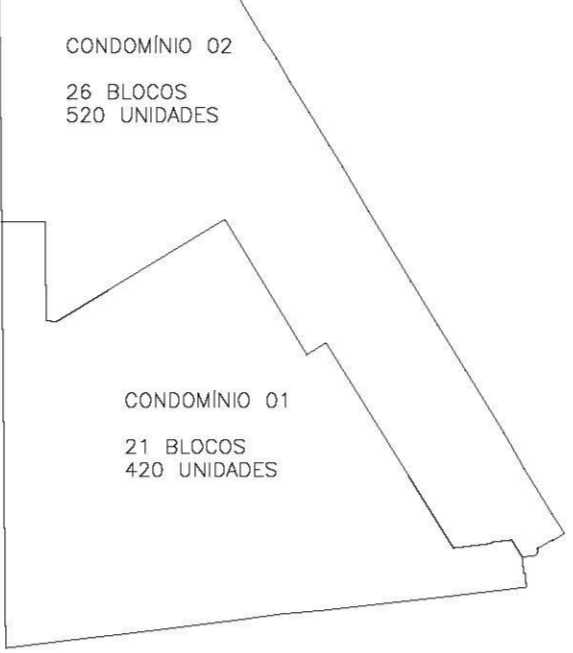 CONDOMÍNIO 02
26 BLOCOS
520 UNIDADES
CONDOMÍNIO 01
21 BLOCOS
420 UNIDADES